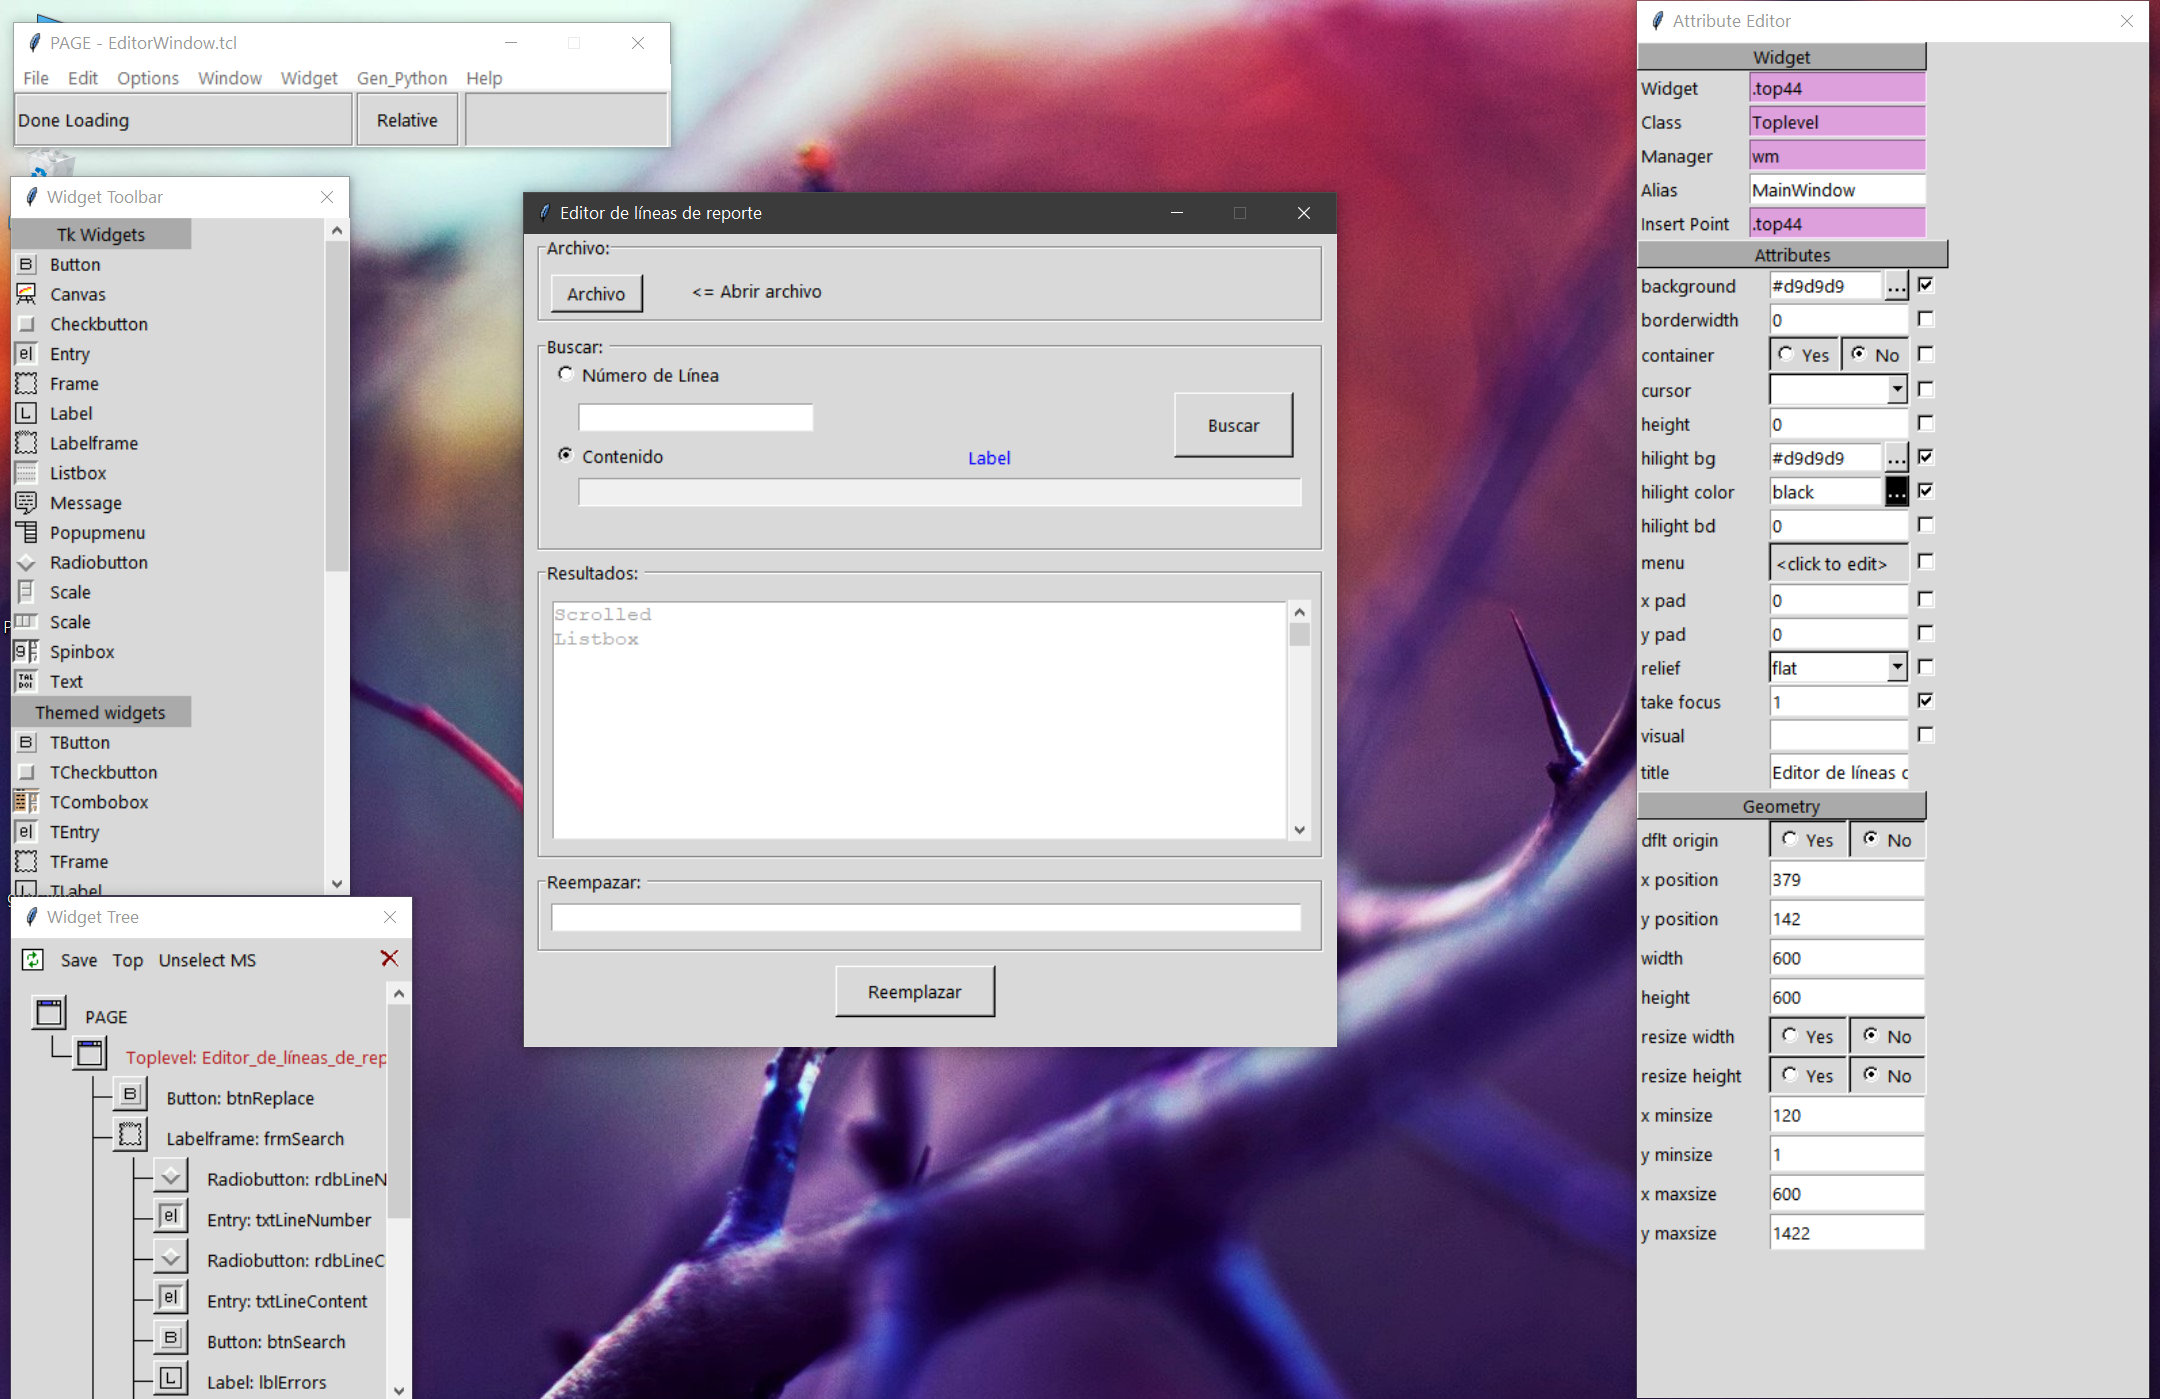 PAGE - EditorWindow.tcl
File Edit Options Window Widget Gen_Python Help
Done Loading
Relative
Widget Toolbar
Tk Widgets
Button
Canvas
Checkbutton
Entry
Frame
Label
Labelframe
Listbox
Message
Popupmenu
Radiobutton
Scale
Scale
Spinbox
Text
Themed widgets
TButton
TCheckbutton
TCombobox
TEntry
TFrame
TLabel
Widget Tree
Save Top Unselect MS
PAGE
Toplevel: Editor_de_líneas_de_rep
Button: btnReplace
Labelframe: frmSearch
Radiobutton: rdbLineN
Entry: txtLineNumber
Radiobutton: rdbLineC
Entry: txtLineContent
Button: btnSearch
Label: lblErrors
Editor de líneas de reporte
Archivo:
Archivo
<= Abrir archivo
Buscar:
Número de Línea
Buscar
Contenido
Label
Resultados:
Scrolled
Listbox
Reempazar:
Reemplazar
Attribute Editor
Widget
Widget .top44
Class Toplevel
Manager wm
Alias MainWindow
Insert Point .top44
Attributes
background #d9d9d9 ...
borderwidth 0
container Yes No
cursor
height 0
hilight bg #d9d9d9 ...
hilight color black ...
hilight bd 0
menu <click to edit>
x pad 0
y pad 0
relief flat
take focus 1
visual
title Editor de líneas d
Geometry
dflt origin Yes No
x position 379
y position 142
width 600
height 600
resize width Yes No
resize height Yes No
x minsize 120
y minsize 1
x maxsize 600
y maxsize 1422